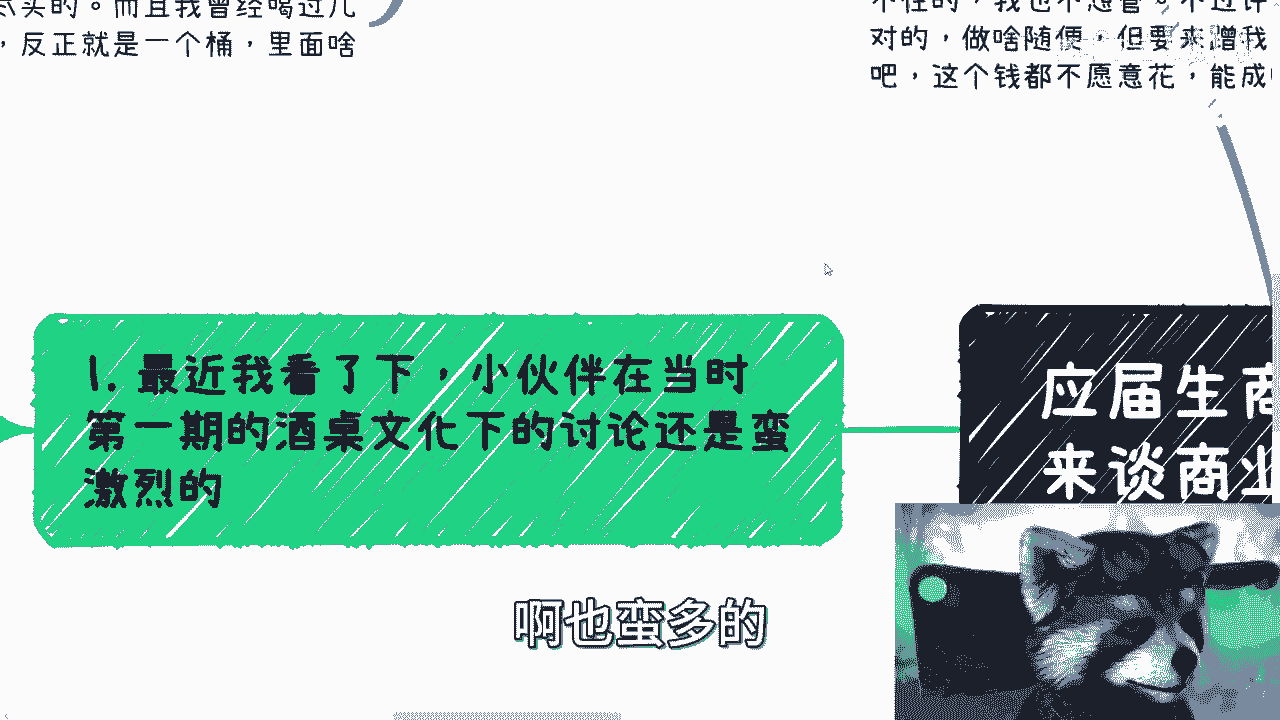 太头的。而且我曾经喝过几
，反正就是一个桶，里面啥
不住的，我也不想管。不过评
对的，做啥随便，但要来蹭我
吧，这个钱都不愿意花，能成
1. 最近我看了下，小伙伴在当时
第一期的酒桌文化下的讨论还是蛮
激烈的
应届生商
来谈商业
啊也蛮多的